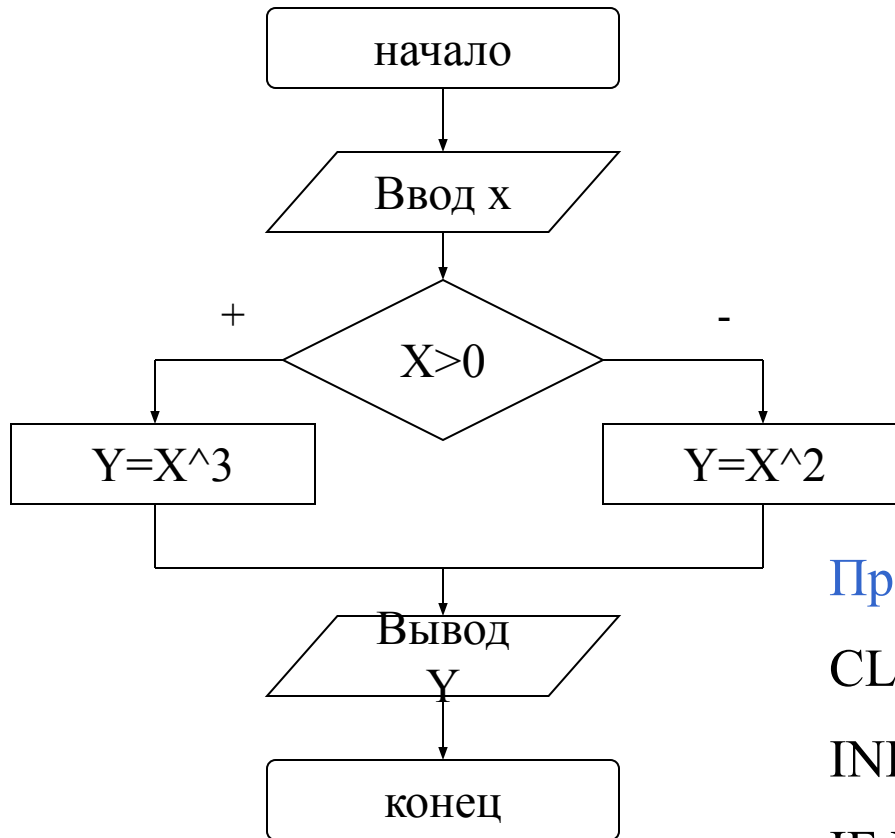 начало
Ввод x
+
-
X>0
Y=X^3
Y=X^2
Вывод
Y
конец